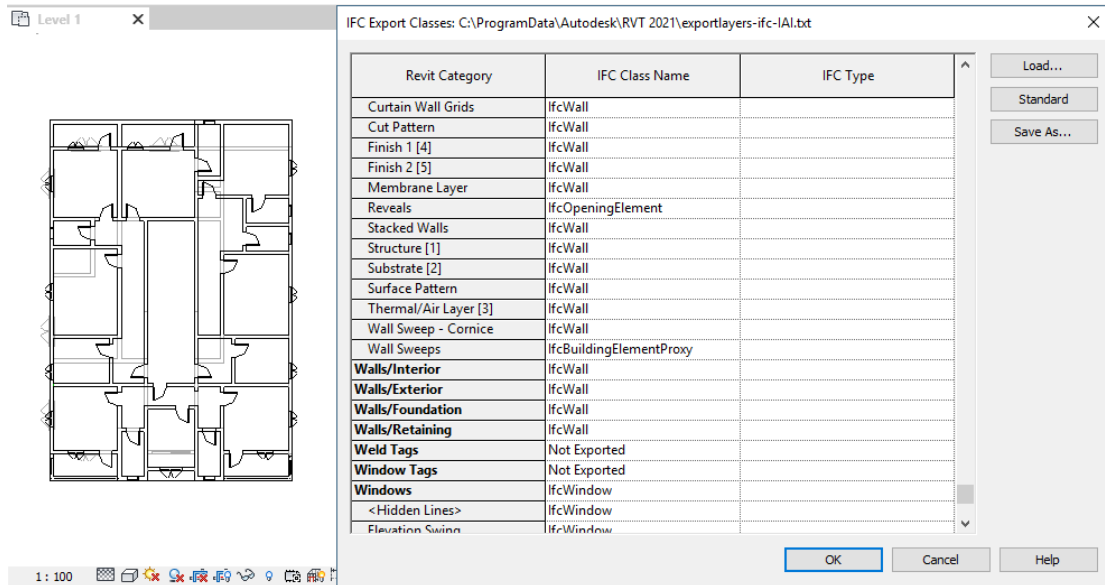 Level 1
IFC Export Classes: C:\ProgramData\Autodesk\RVT 2021\exportlayers-ifc-IAI.txt
Revit Category IFC Class Name IFC Type
Curtain Wall Grids IfcWall
Cut Pattern IfcWall
Finish 1 [4] IfcWall
Finish 2 [5] IfcWall
Membrane Layer IfcWall
Reveals IfcOpeningElement
Stacked Walls IfcWall
Structure [1] IfcWall
Substrate [2] IfcWall
Surface Pattern IfcWall
Thermal/Air Layer [3] IfcWall
Wall Sweep - Cornice IfcWall
Wall Sweeps IfcBuildingElementProxy
Walls/Interior IfcWall
Walls/Exterior IfcWall
Walls/Foundation IfcWall
Walls/Retaining IfcWall
Weld Tags Not Exported
Window Tags Not Exported
Windows IfcWindow
<Hidden Lines> IfcWindow
Elevation Swing IfcWindow
Load...
Standard
Save As...
OK Cancel Help
1 : 100